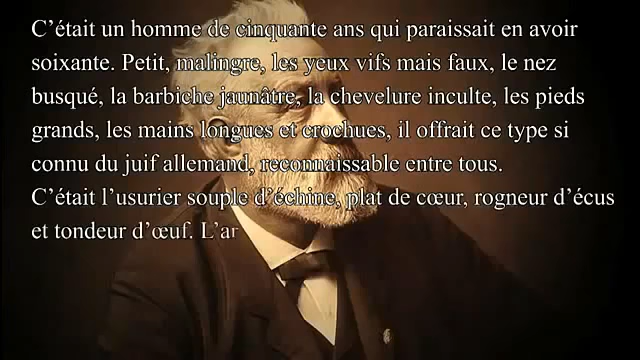 C’était un homme de cinquante ans qui paraissait en avoir
soixante. Petit, malingre, les yeux vifs mais faux, le nez
busqué, la barbiche jaunâtre, la chevelure inculte, les pieds
grands, les mains longues et crochues, il offrait ce type si
connu du juif allemand, reconnaissable entre tous.
C’était l’usurier souple d’échine, plat de cœur, rogneur d’écus
et tondeur d’œuf. L’ar